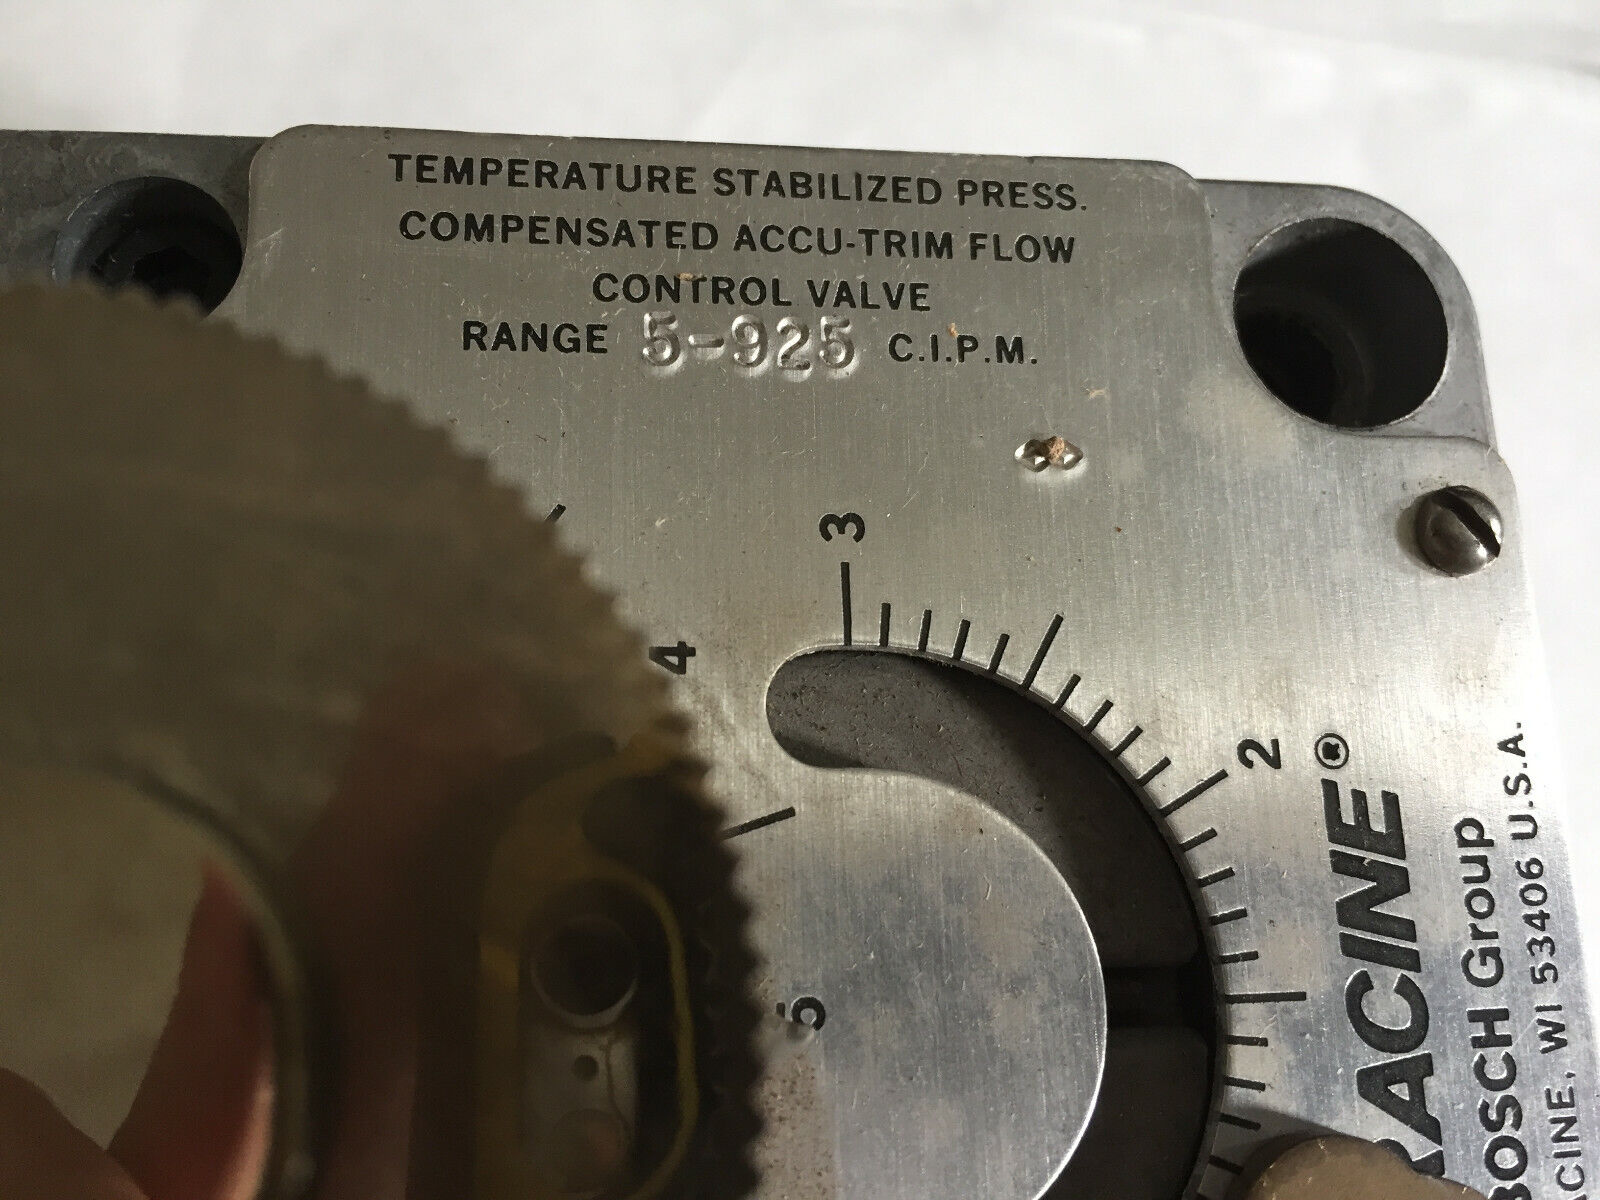 TEMPERATURE STABILIZED PRESS.
COMPENSATED ACCU-TRIM FLOW
CONTROL VALVE
RANGE 5-925 C.I.P.M.
3
4
2
5
RACINE®
BOSCH Group
WI 53406 U.S.A.